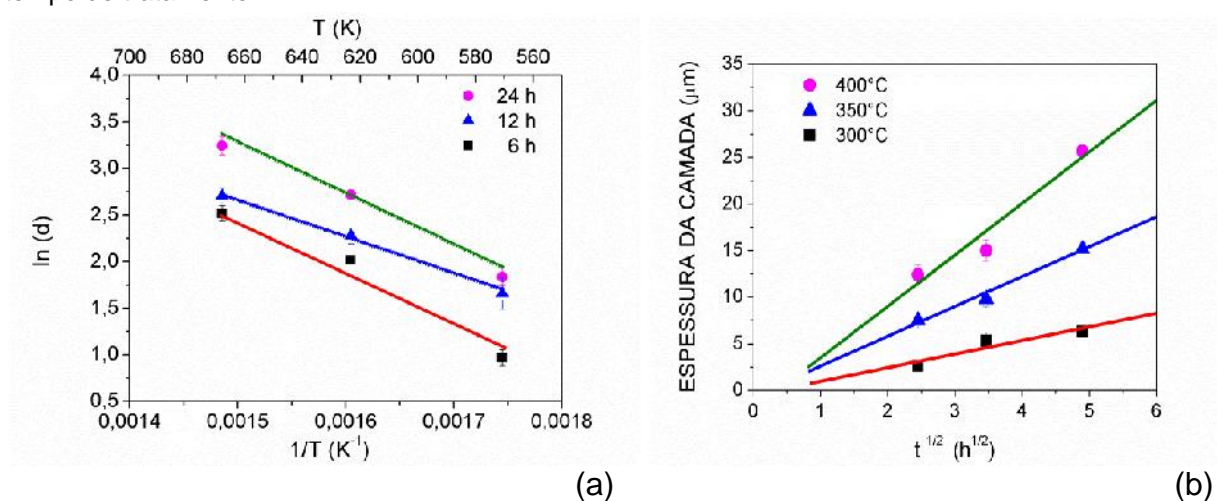 T (K)
700 680 660 640 620 600 580 560
4,0
3,5
3,0
2,5
2,0
1,5
1,0
0,5
ln (d)
24 h
12 h
6 h
0,0014 0,0015 0,0016 0,0017 0,0018
1/T (K-1)
(a)
35
30
25
20
15
10
5
0
ESPESSURA DA CAMADA (μm)
400°C
350°C
300°C
0 1 2 3 4 5 6
t 1/2 (h1/2)
(b)